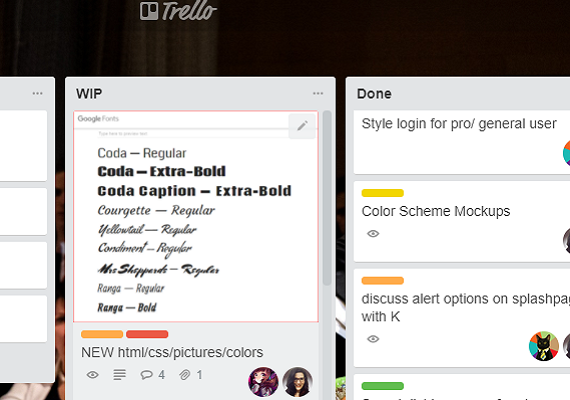 Trello
WIP
Google Fonts
Type here to preview text
Coda — Regular
Coda — Extra-Bold
Coda Caption — Extra-Bold
Courgette — Regular
Yellowtail — Regular
Condiment — Regular
Mrs Sheppards — Regular
Ranga — Regular
Ranga — Bold
NEW html/css/pictures/colors
4
1
Done
Style login for pro/ general user
Color Scheme Mockups
discuss alert options on splashpa
with K